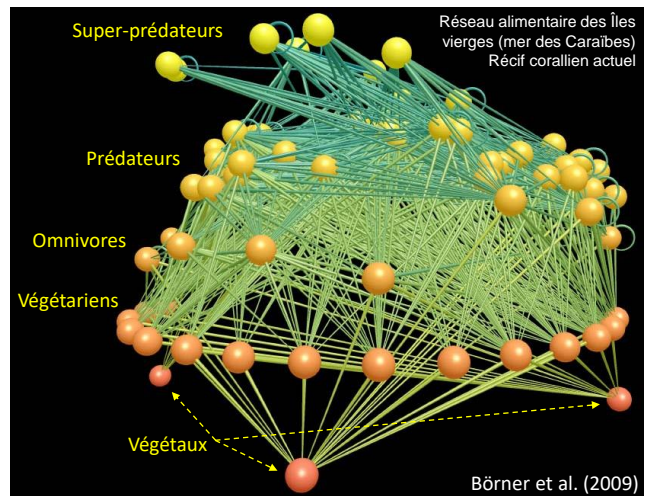 Super-prédateurs
Réseau alimentaire des Îles
vierges (mer des Caraïbes)
Récif corallien actuel
Prédateurs
Omnivores
Végétariens
Végétaux
Börner et al. (2009)